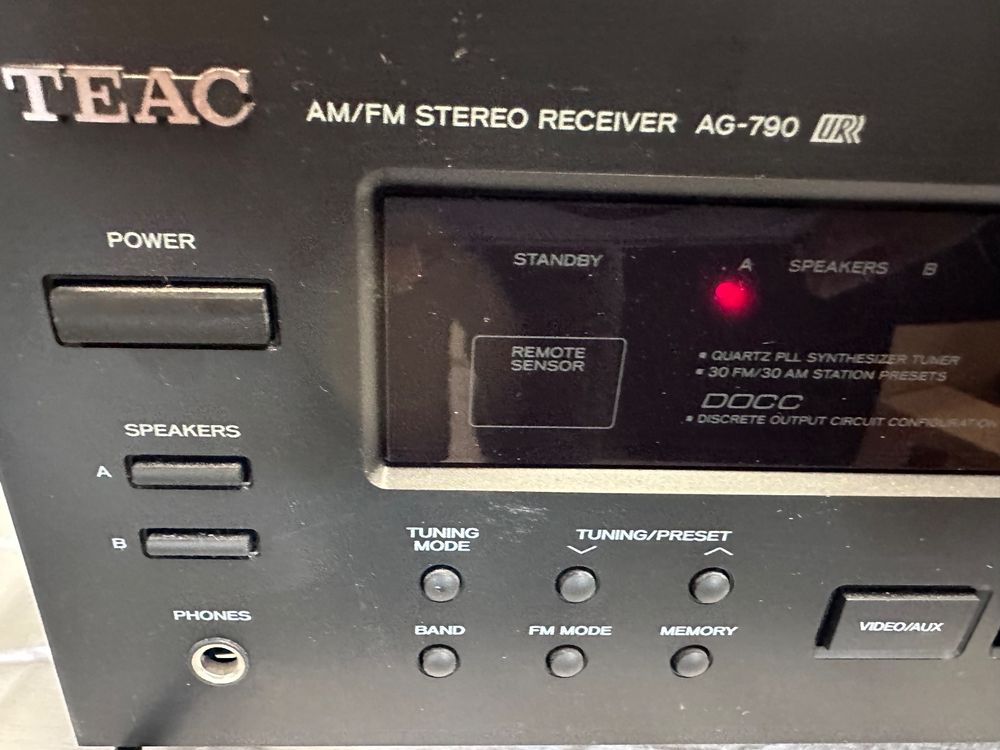 TEAC
AM/FM STEREO RECEIVER AG-790 UR
POWER
STANDBY
A SPEAKERS B
REMOTE
SENSOR
• QUARTZ PLL SYNTHESIZER TUNER
• 30 FM/30 AM STATION PRESETS
DOCC
• DISCRETE OUTPUT CIRCUIT CONFIGURATION
SPEAKERS
A
B
TUNING
MODE
TUNING/PRESET
PHONES
BAND
FM MODE
MEMORY
VIDEO/AUX